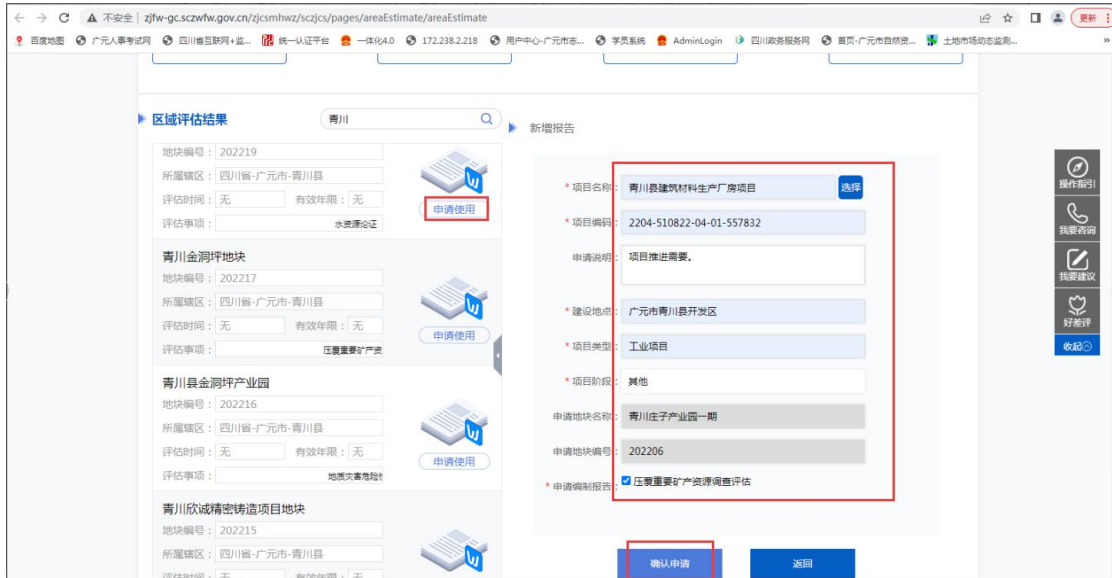 不安全 | zjfw-gc.sczwfw.gov.cn/zjcsmhwz/sczjcs/pages/areaEstimate/areaEstimate
更新
百度地图 广元人事考试网 四川省互联网+监... 统一认证平台 一体化4.0 172.238.2.218 用户中心-广元市志... 学员系统 AdminLogin 四川政务服务网 首页-广元市自然资... 土地市场动态监测... »
区域评估结果
青川
地块编号： 202219
所属辖区： 四川省-广元市-青川县
评估时间： 无 有效年限： 无
评估事项： 水资源论证
申请使用
青川金洞坪地块
地块编号： 202217
所属辖区： 四川省-广元市-青川县
评估时间： 无 有效年限： 无
评估事项： 压覆重要矿产资
申请使用
青川县金洞坪产业园
地块编号： 202216
所属辖区： 四川省-广元市-青川县
评估时间： 无 有效年限： 无
评估事项： 地质灾害危险性
申请使用
青川欣诚精密铸造项目地块
地块编号： 202215
所属辖区： 四川省-广元市-青川县
评估时间： 无 有效年限： 无
申请使用
新增报告
* 项目名称： 青川县建筑材料生产厂房项目 选择
* 项目编码： 2204-510822-04-01-557832
申请说明： 项目推进需要。
* 建设地点： 广元市青川县开发区
* 项目类型： 工业项目
* 项目阶段： 其他
申请地块名称： 青川庄子产业园一期
申请地块编号： 202206
* 申请编制报告： 压覆重要矿产资源调查评估
确认申请 返回
操作指引
我要咨询
我要建议
好差评
收起